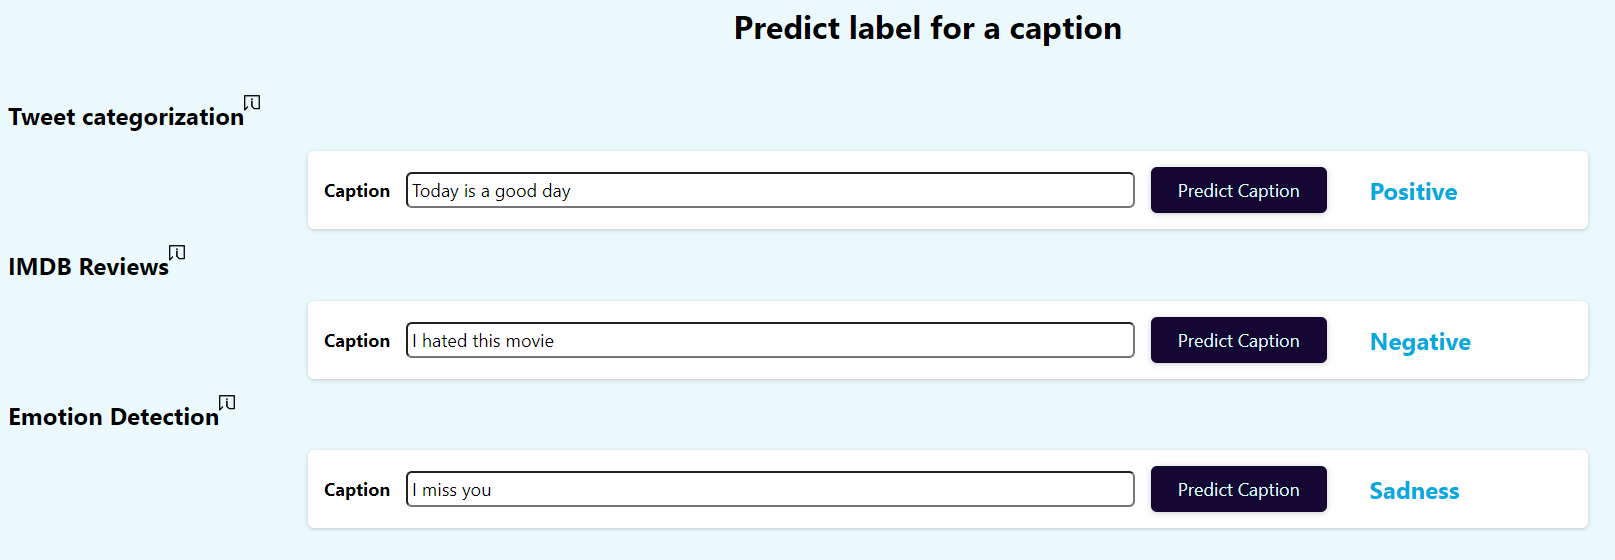 Predict label for a caption
Tweet categorization
Caption Today is a good day Predict Caption Positive
IMDB Reviews
Caption I hated this movie Predict Caption Negative
Emotion Detection
Caption I miss you Predict Caption Sadness